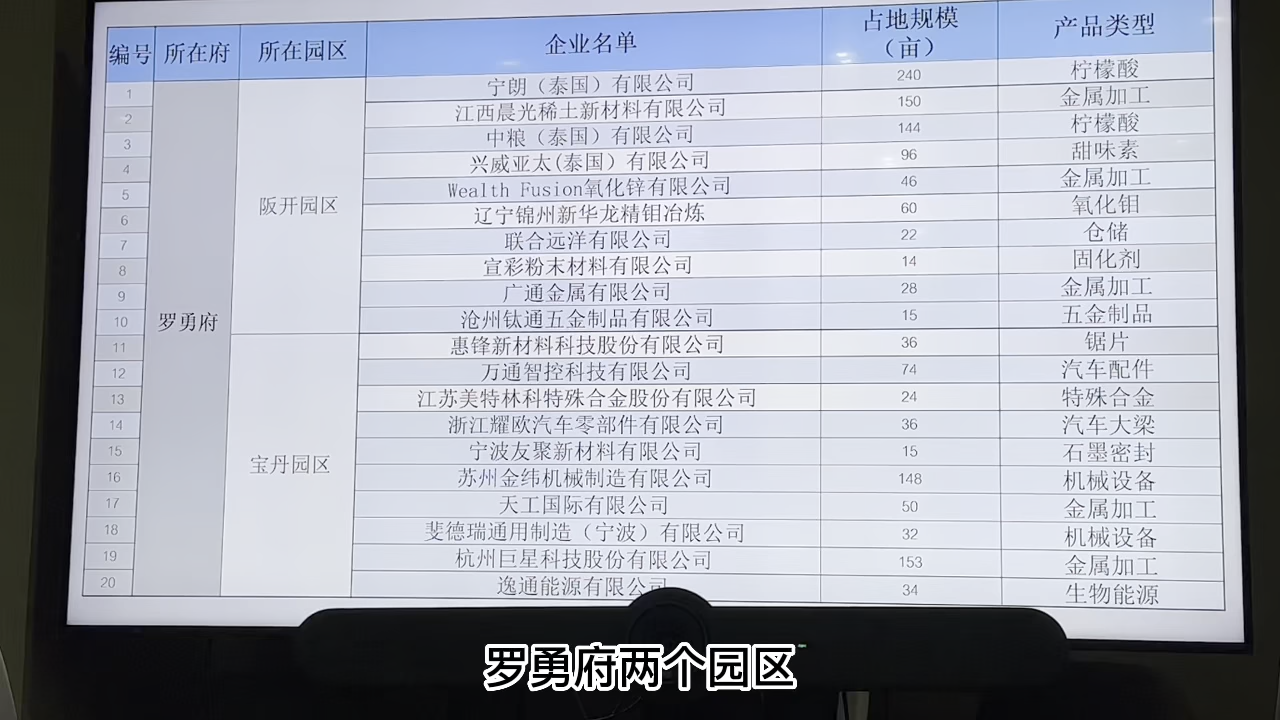 编号 所在府 所在园区 企业名单 占地规模（亩） 产品类型
1 宁朗（泰国）有限公司 240 柠檬酸
2 江西晨光稀土新材料有限公司 150 金属加工
3 中粮（泰国）有限公司 144 柠檬酸
4 兴威亚太(泰国）有限公司 96 甜味素
5 Wealth Fusion氧化锌有限公司 46 金属加工
6 阪开园区 辽宁锦州新华龙精钼冶炼 60 氧化钼
7 联合远洋有限公司 22 仓储
8 宣彩粉末材料有限公司 14 固化剂
9 广通金属有限公司 28 金属加工
10 罗勇府 沧州钛通五金制品有限公司 15 五金制品
11 惠锋新材料科技股份有限公司 36 锯片
12 万通智控科技有限公司 74 汽车配件
13 江苏美特林科特殊合金股份有限公司 24 特殊合金
14 浙江耀欧汽车零部件有限公司 36 汽车大梁
15 宝丹园区 宁波友聚新材料有限公司 15 石墨密封
16 苏州金纬机械制造有限公司 148 机械设备
17 天工国际有限公司 50 金属加工
18 斐德瑞通用制造（宁波）有限公司 32 机械设备
19 杭州巨星科技股份有限公司 153 金属加工
20 逸通能源有限公司 34 生物能源
罗勇府两个园区